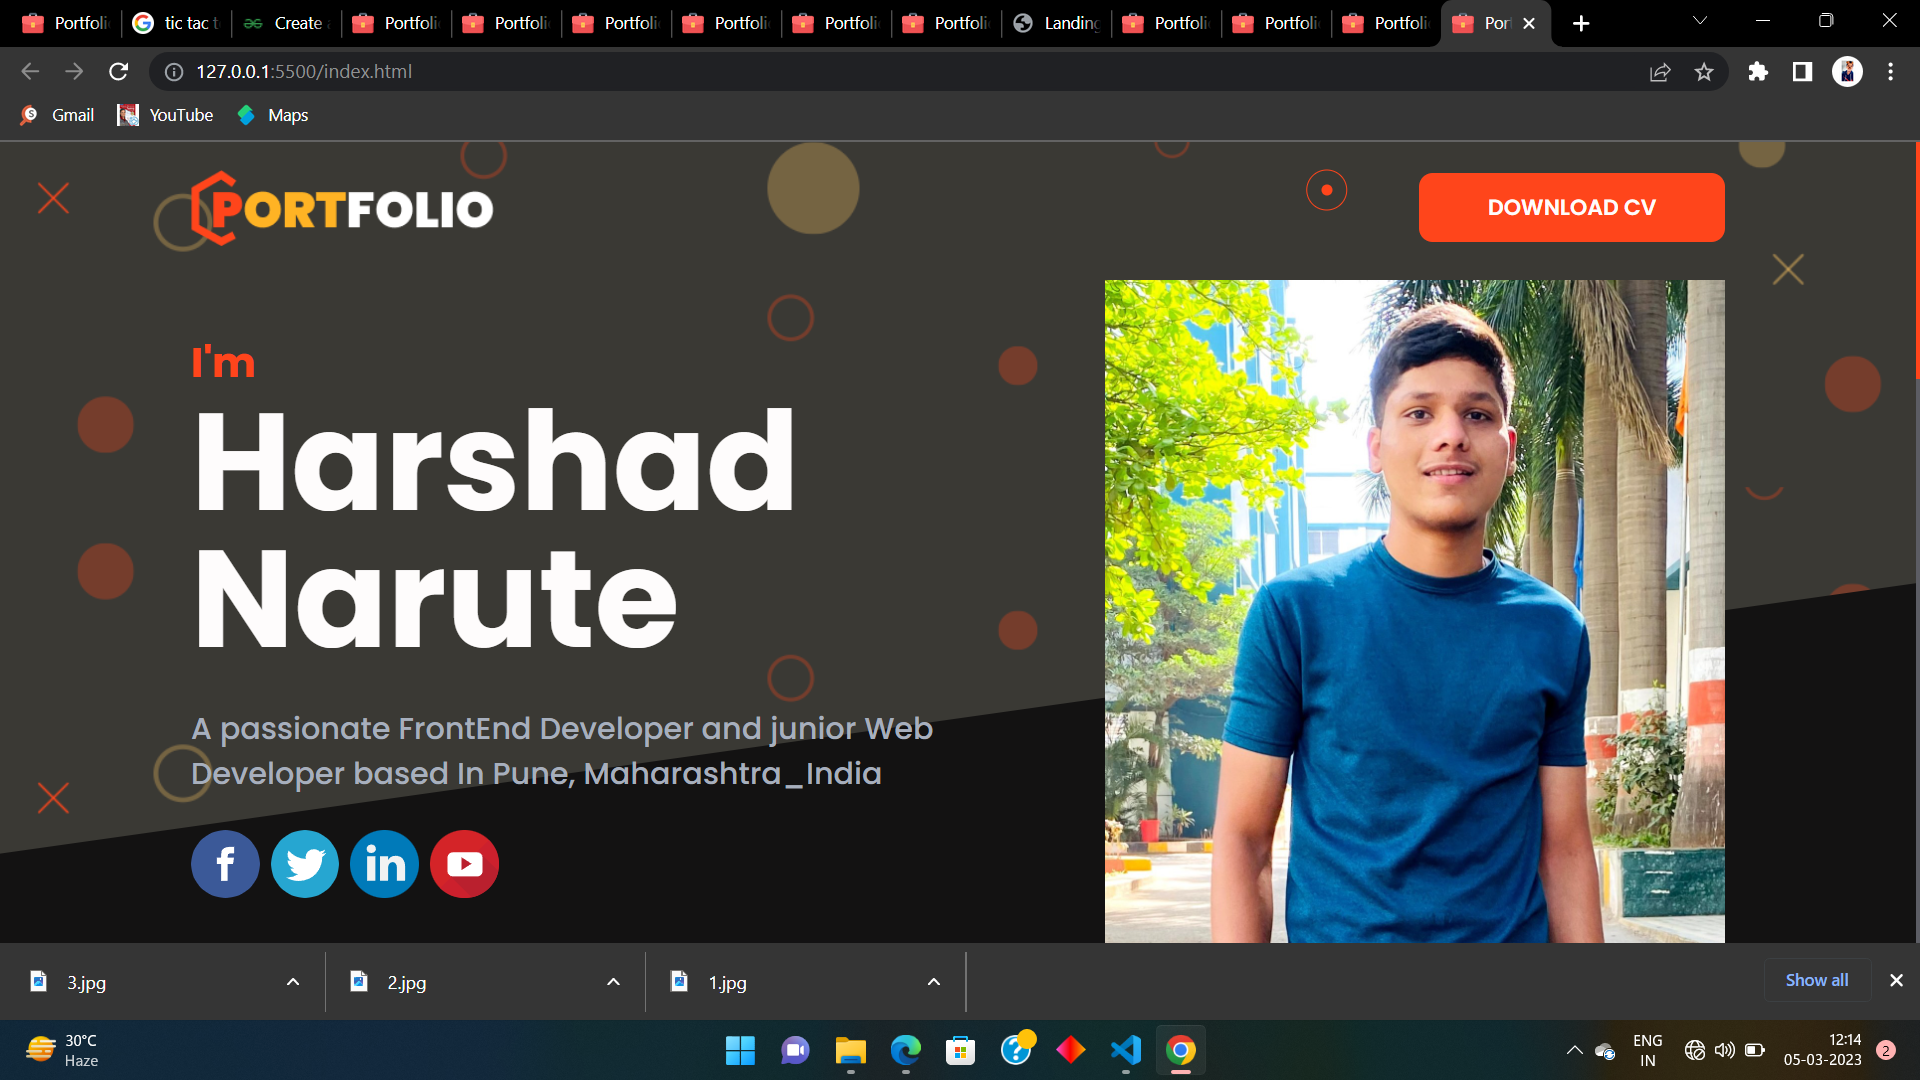 Portfoli
tic tac t
Create
Portfoli
Portfoli
Portfoli
Portfoli
Portfoli
Portfoli
Landing
Portfoli
Portfoli
Portfoli
Port
127.0.0.1:5500/index.html
Gmail
YouTube
Maps
PORTFOLIO
DOWNLOAD CV
I'm
Harshad
Narute
A passionate FrontEnd Developer and junior Web
Developer based In Pune, Maharashtra_India
3.jpg
2.jpg
1.jpg
Show all
30°C
Haze
ENG
IN
12:14
05-03-2023
2